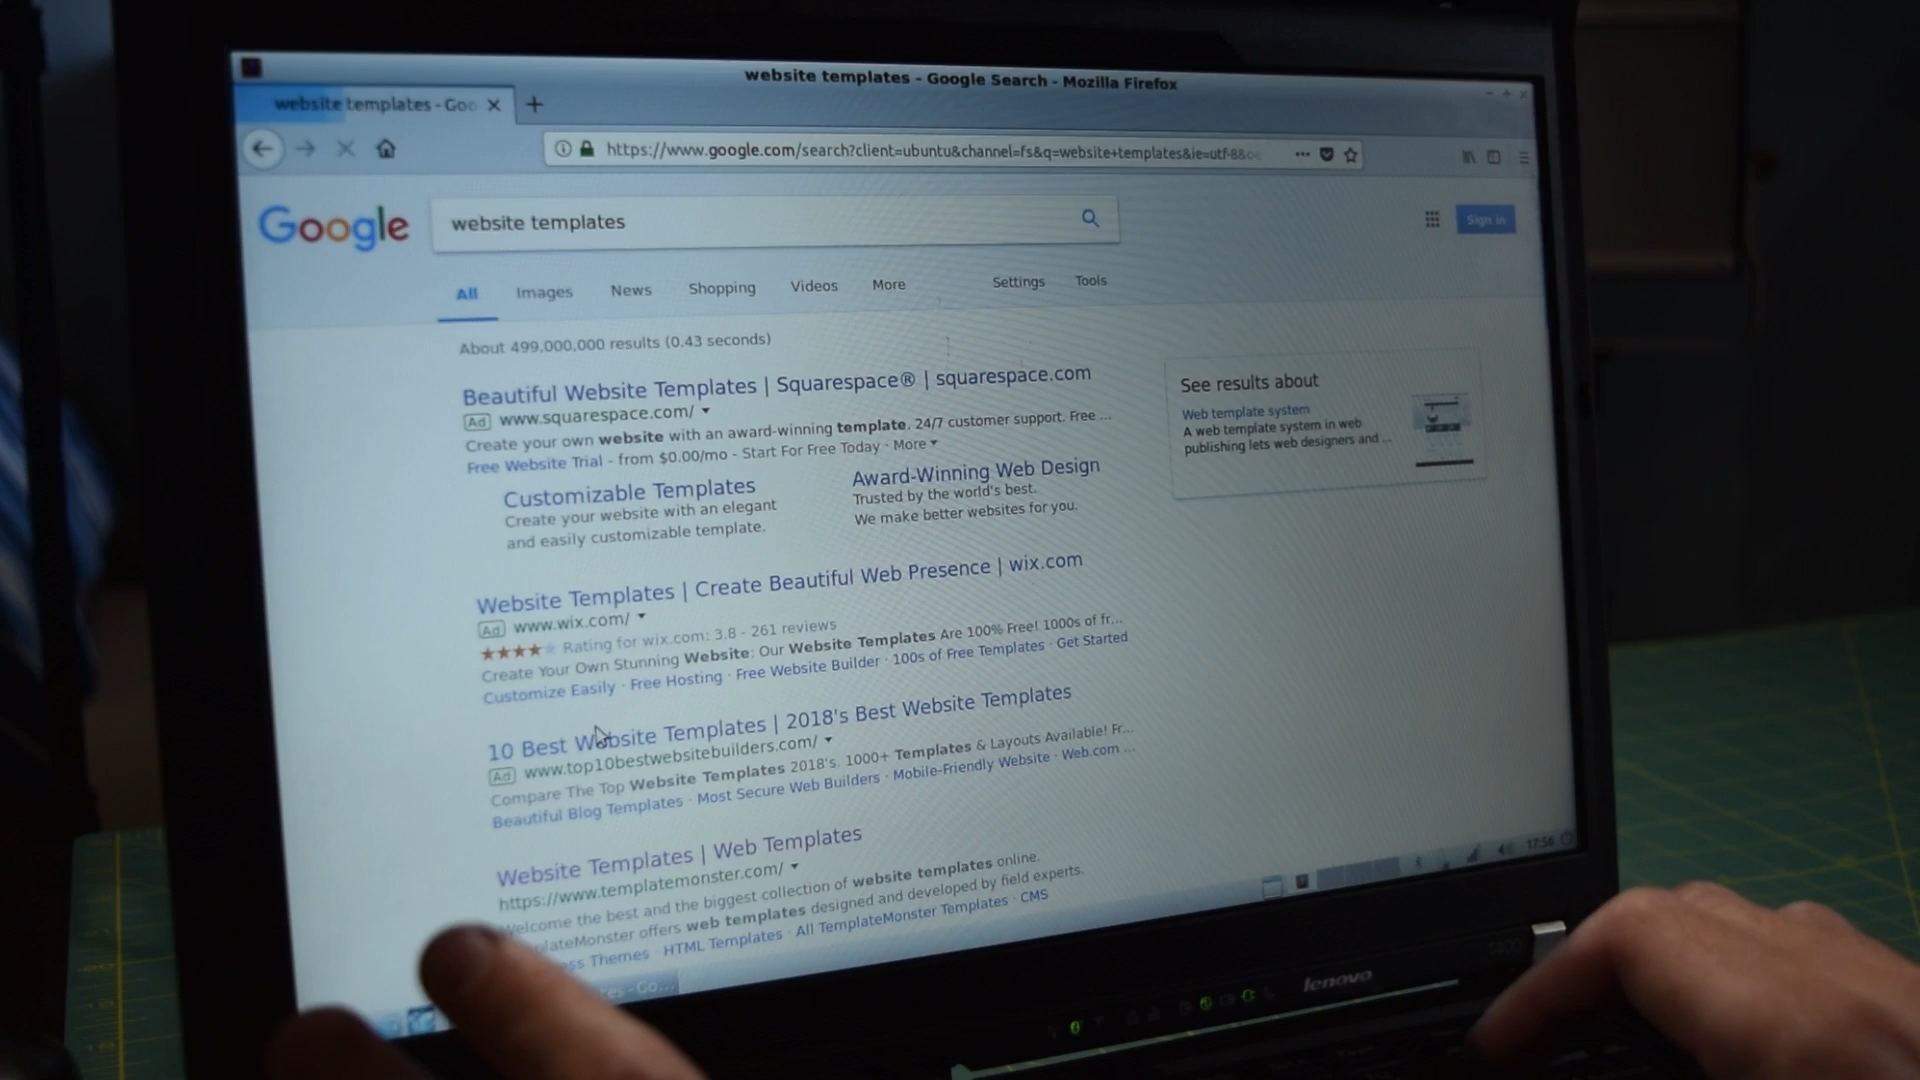 website templates - Google Search - Mozilla Firefox
website templates - Goo
https://www.google.com/search?client=ubuntu&channel=fs&q=website+templates&ie=utf-8&o
Google
website templates
Sign in
All Images News Shopping Videos More Settings Tools
About 499,000,000 results (0.43 seconds)
Beautiful Website Templates | Squarespace® | squarespace.com
Ad www.squarespace.com/
Create your own website with an award-winning template. 24/7 customer support. Free ...
Free Website Trial - from $0.00/mo - Start For Free Today · More
Customizable Templates
Create your website with an elegant
and easily customizable template.
Award-Winning Web Design
Trusted by the world's best.
We make better websites for you.
See results about
Web template system
A web template system in web
publishing lets web designers and ...
Website Templates | Create Beautiful Web Presence | wix.com
Ad www.wix.com/
Rating for wix.com: 3.8 - 261 reviews
Create Your Own Stunning Website: Our Website Templates Are 100% Free! 1000s of fr...
Customize Easily · Free Hosting · Free Website Builder · 100s of Free Templates · Get Started
10 Best Website Templates | 2018's Best Website Templates
Ad www.top10bestwebsitebuilders.com/
Compare The Top Website Templates 2018's. 1000+ Templates & Layouts Available! Fr...
Beautiful Blog Templates · Most Secure Web Builders · Mobile-Friendly Website · Web.com ...
Website Templates | Web Templates
https://www.templatemonster.com/
Welcome the best and the biggest collection of website templates online.
plateMonster offers web templates designed and developed by field experts.
ss Themes · HTML Templates · All TemplateMonster Templates · CMS
res - Go...
17:56
lenovo